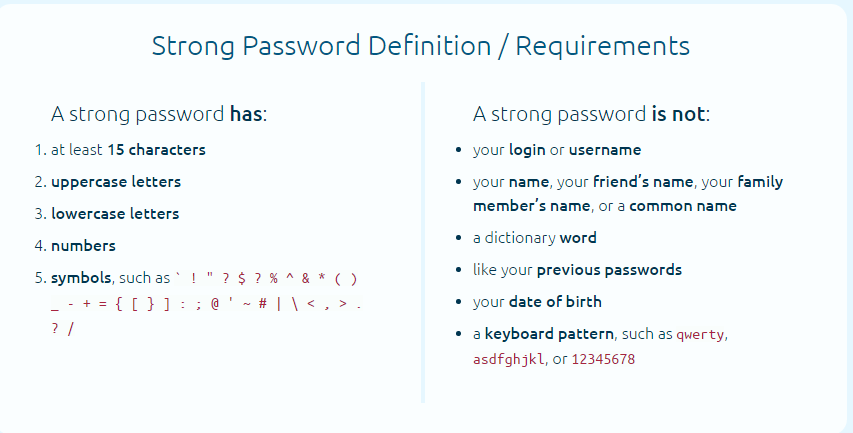 Strong Password Definition / Requirements
A strong password has:
1. at least 15 characters
2. uppercase letters
3. lowercase letters
4. numbers
5. symbols, such as ` ! " ? $ ? % ^ & * ( )
_ - + = { [ } ] : ; @ ' ~ # | \ < , > .
? /
A strong password is not:
• your login or username
• your name, your friend’s name, your family
member’s name, or a common name
• a dictionary word
• like your previous passwords
• your date of birth
• a keyboard pattern, such as qwerty,
asdfghjkl, or 12345678